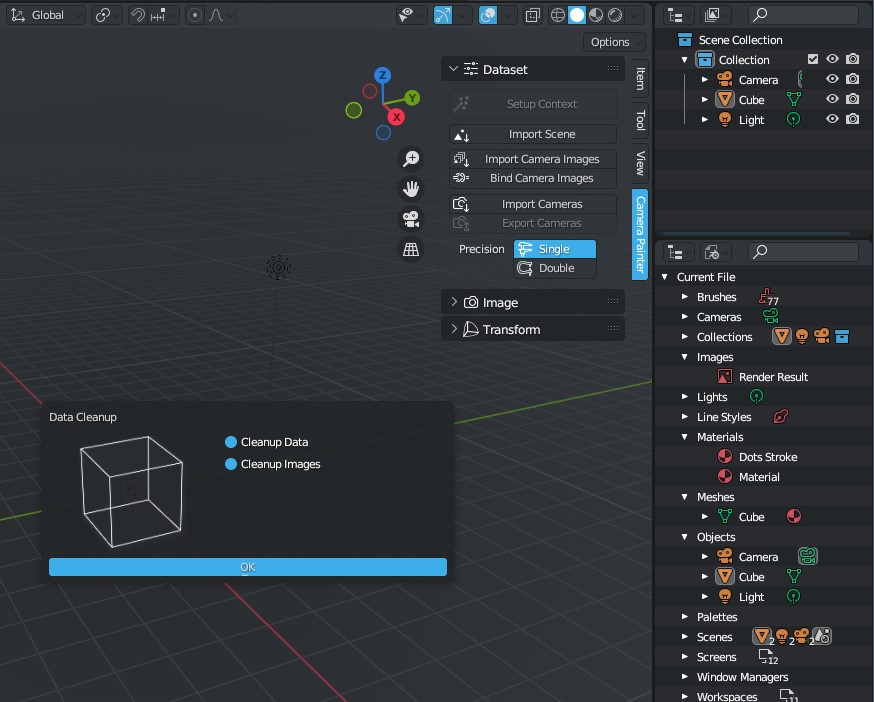 Global
Options
Dataset
Setup Context
Import Scene
Import Camera Images
Bind Camera Images
Import Cameras
Export Cameras
Precision
Single
Double
Image
Transform
Item
Tool
View
Camera Painter
Z
Y
X
Data Cleanup
Cleanup Data
Cleanup Images
OK
Scene Collection
Collection
Camera
Cube
Light
Current File
Brushes 77
Cameras
Collections
Images
Render Result
Lights
Line Styles
Materials
Dots Stroke
Material
Meshes
Cube
Objects
Camera
Cube
Light
Palettes
Scenes 2 2 2
Screens 12
Window Managers
Workspaces 11